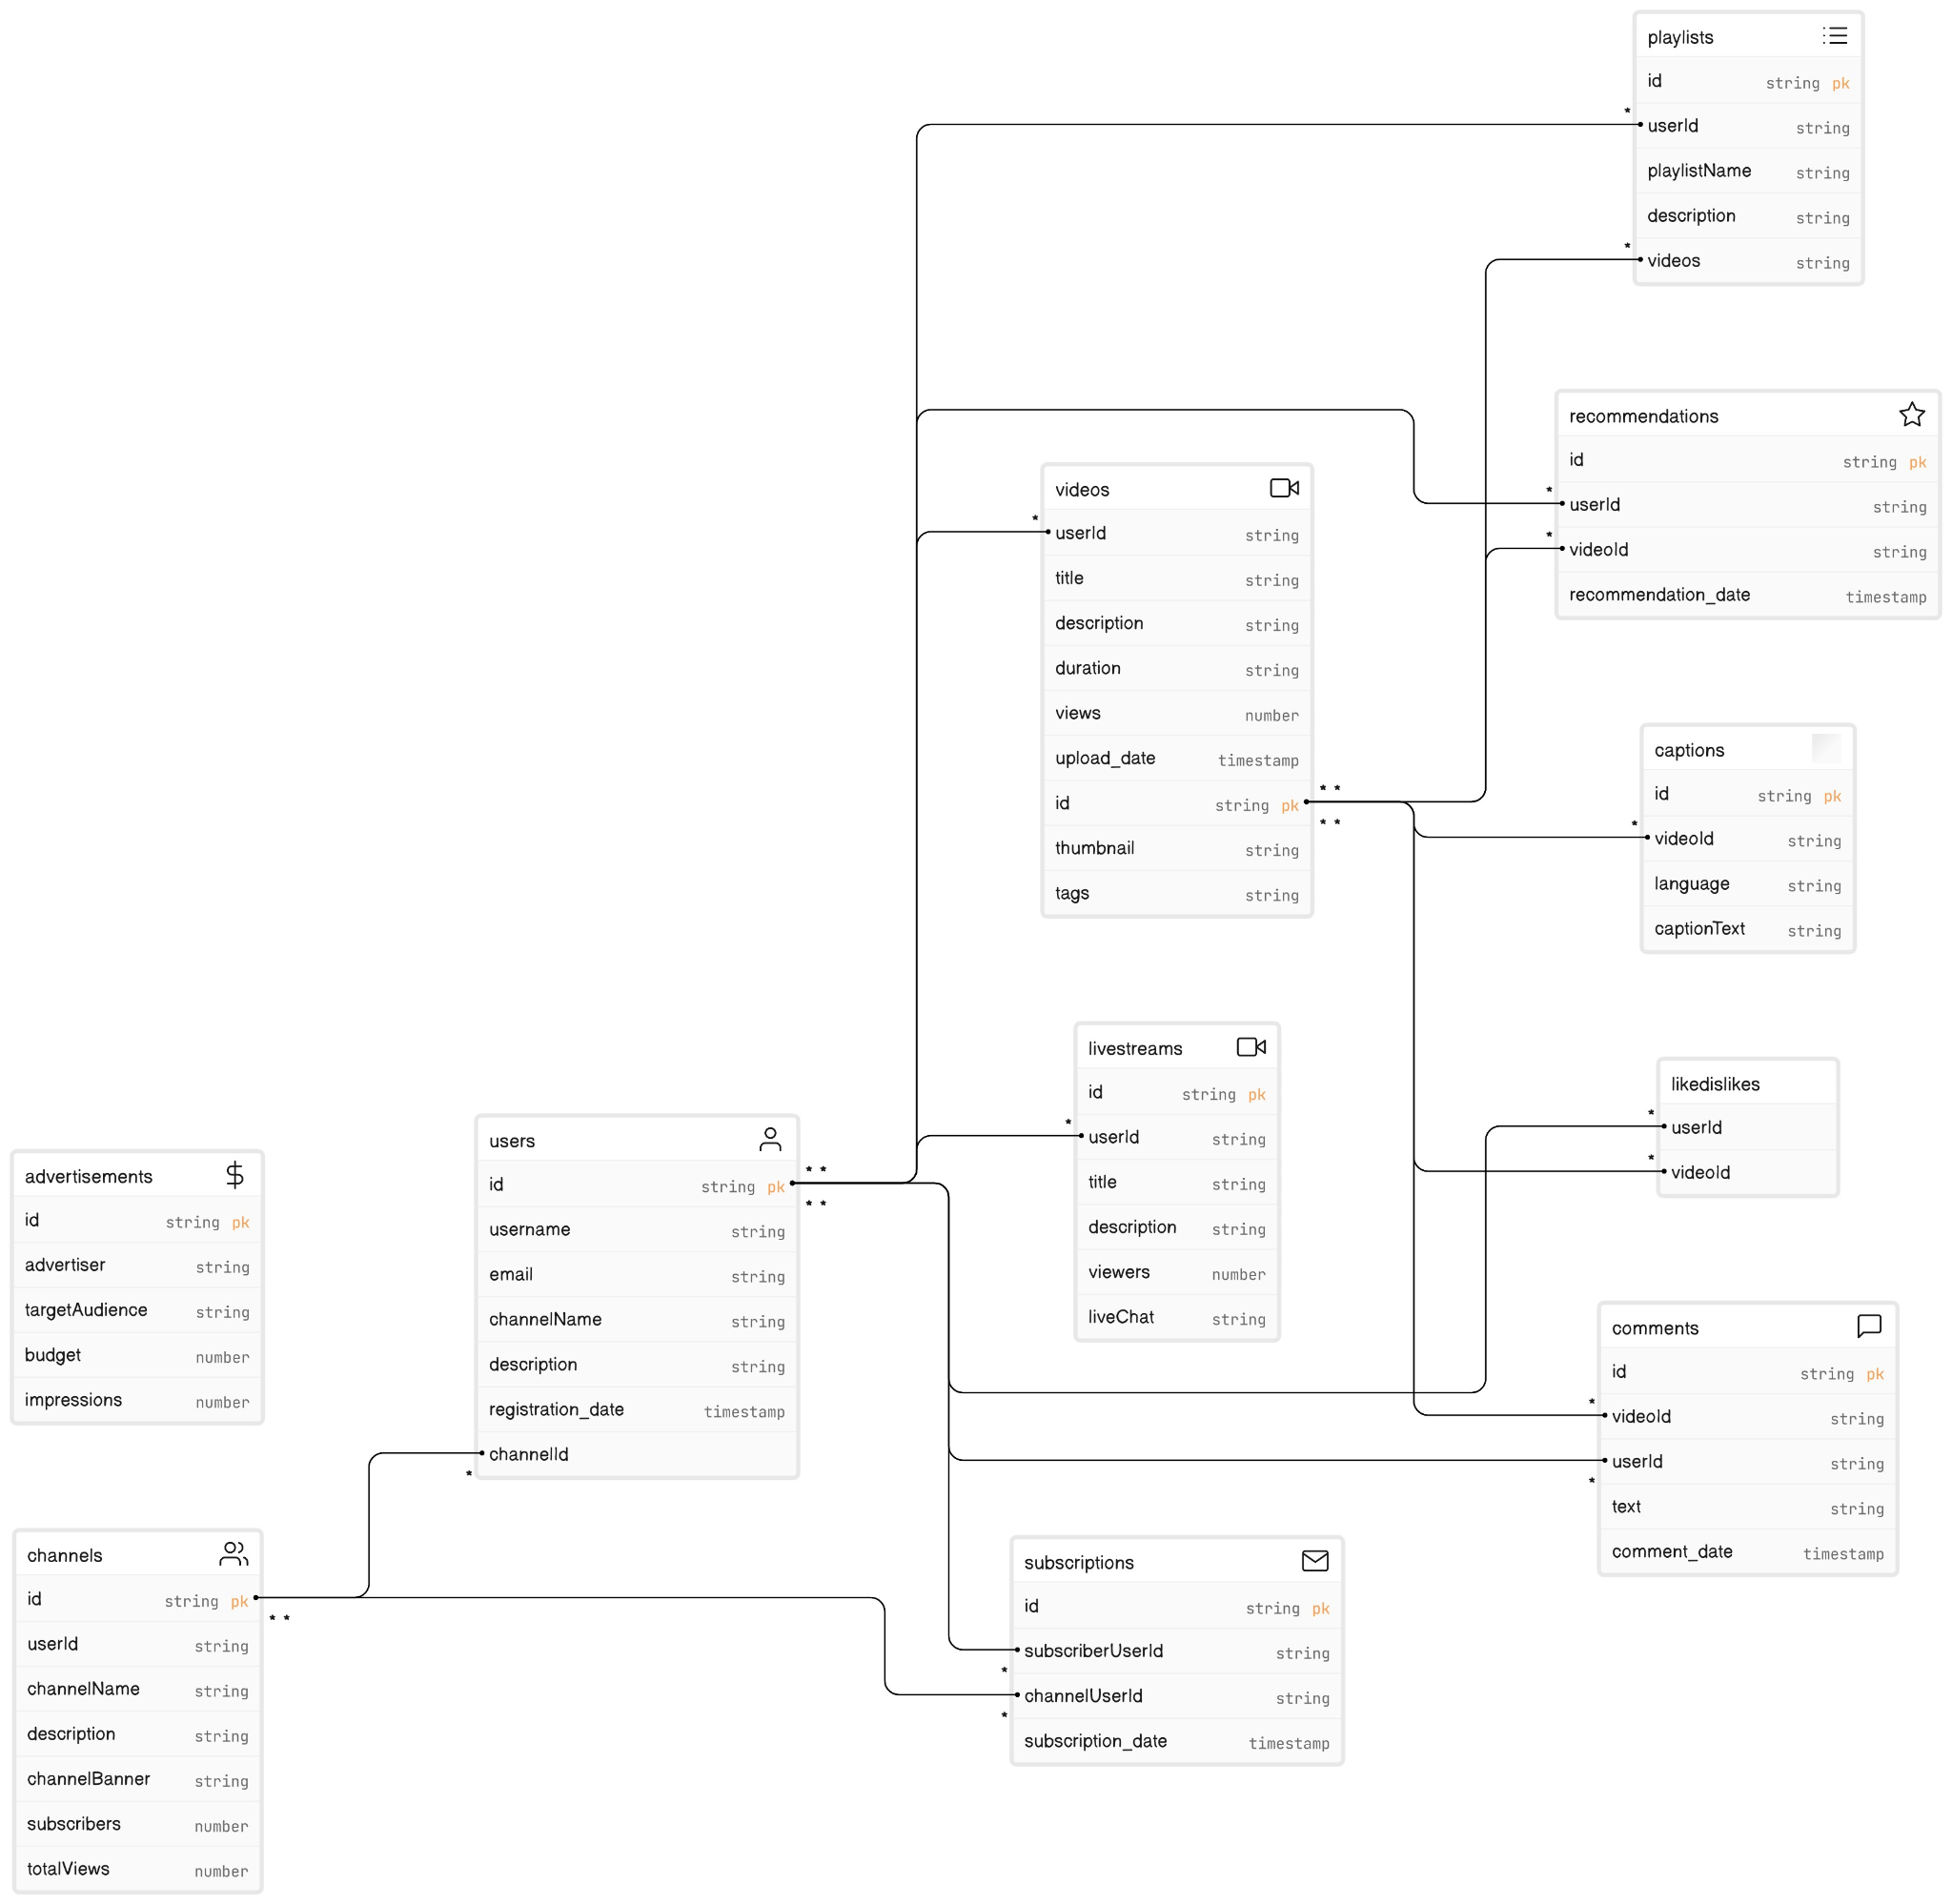 playlists
id string pk
*
userId string
playlistName string
description string
*
videos string
recommendations
id string pk
*
userId string
*
videoId string
recommendation_date timestamp
videos
*
userId string
title string
description string
duration string
views number
upload_date timestamp
id string pk
* *
* *
thumbnail string
tags string
captions
id string pk
*
videoId string
language string
captionText string
livestreams
id string pk
*
userId string
title string
description string
viewers number
liveChat string
likedislikes
*
userId
*
videoId
users
id string pk
* *
* *
username string
email string
channelName string
description string
registration_date timestamp
channelId
*
advertisements
id string pk
advertiser string
targetAudience string
budget number
impressions number
comments
id string pk
*
videoId string
userId string
*
text string
comment_date timestamp
channels
id string pk
* *
userId string
channelName string
description string
channelBanner string
subscribers number
totalViews number
subscriptions
id string pk
subscriberUserId string
*
channelUserId string
*
subscription_date timestamp